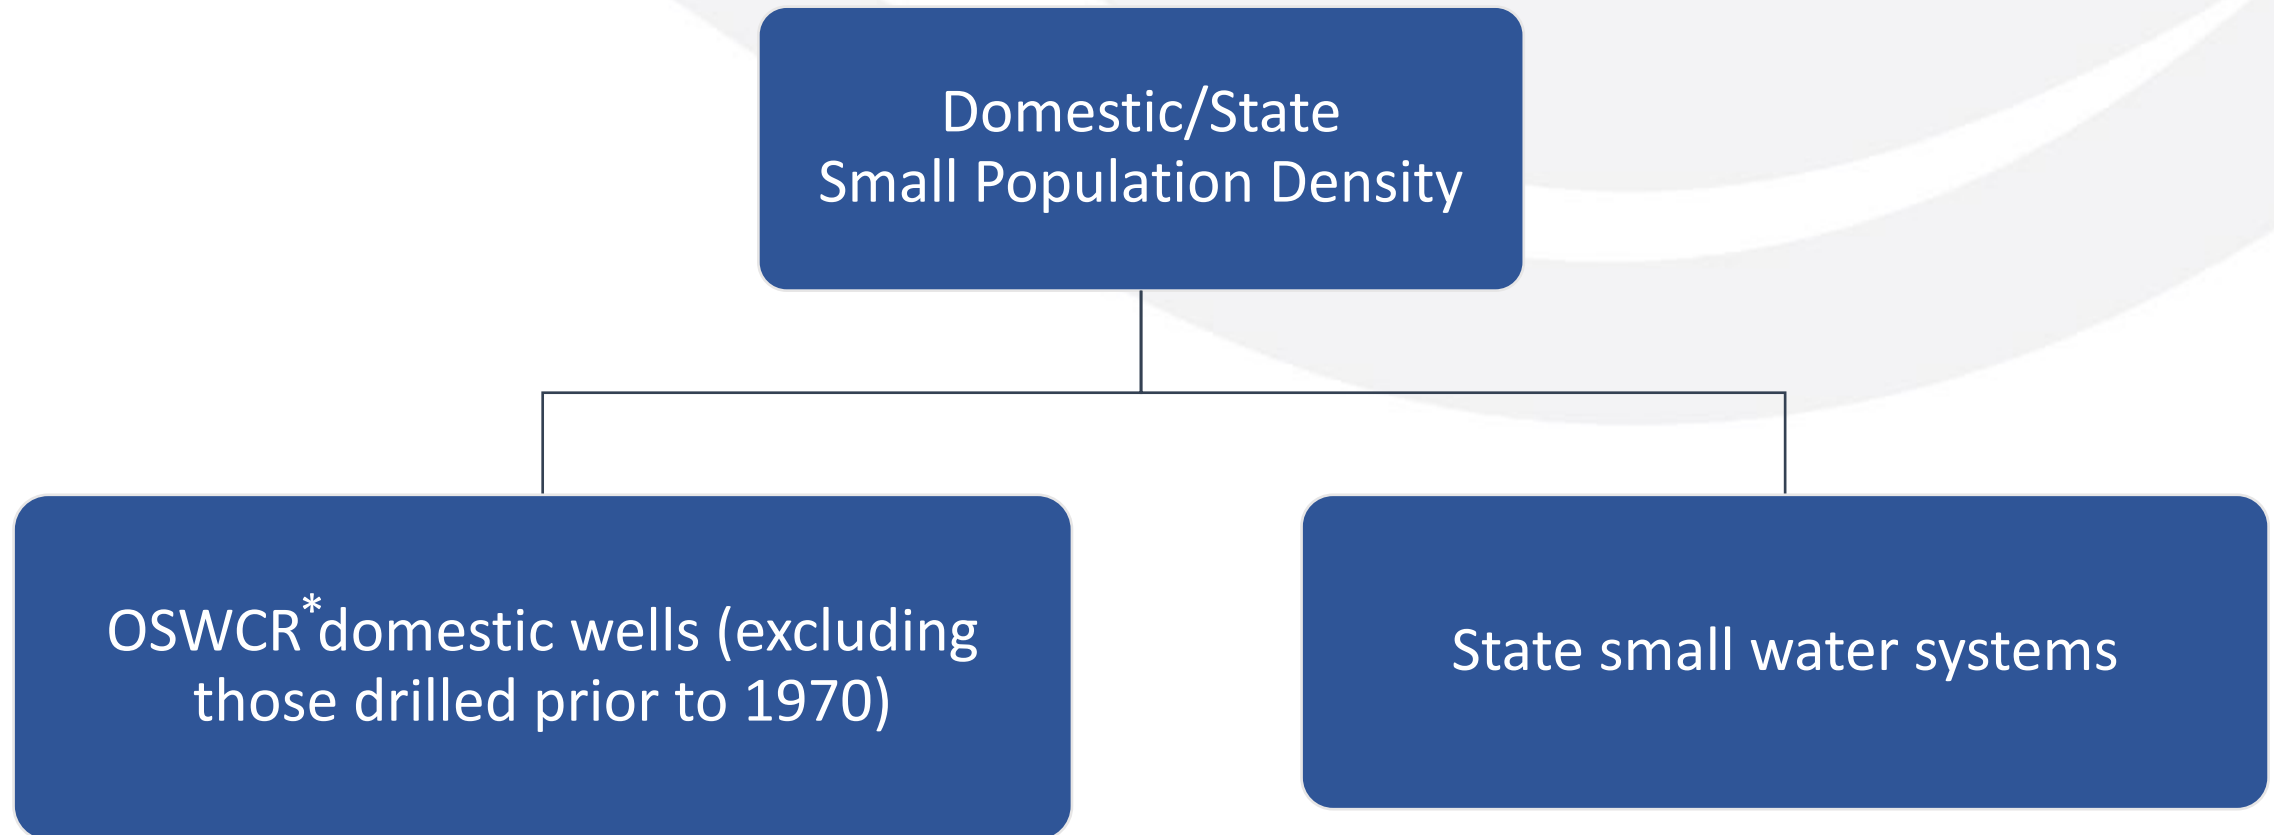 Domestic/State
Small Population Density
OSWCR* domestic wells (excluding
those drilled prior to 1970)
State small water systems